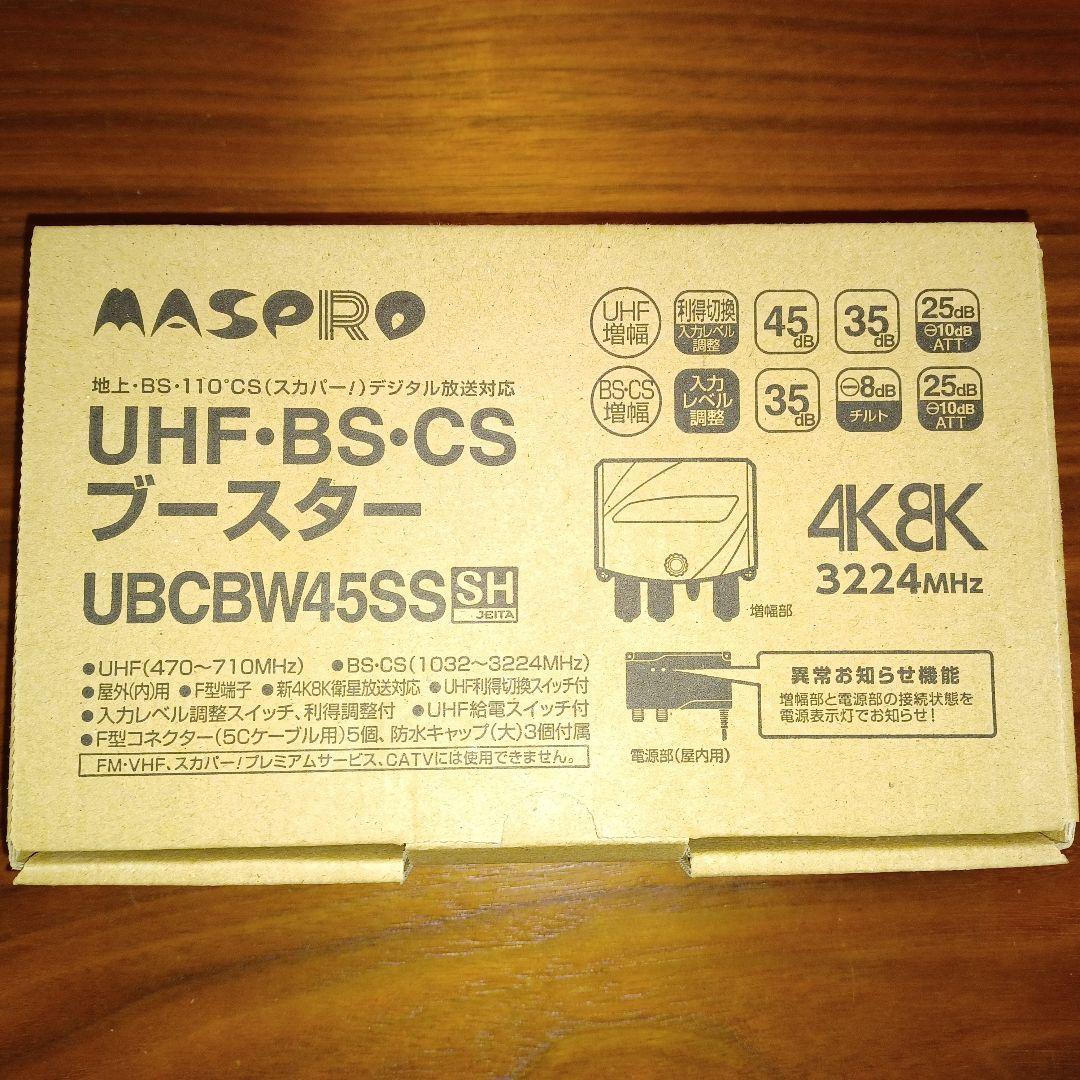 MASPRO
地上・BS・110°CS(スカパー!)デジタル放送対応
UHF・BS・CS
ブースター
UBCBW45SS SH JEITA
●UHF(470〜710MHz) ●BS・CS(1032〜3224MHz)
●屋外(内)用 ●F型端子 ●新4K8K衛星放送対応 ●UHF利得切換スイッチ付
●入力レベル調整スイッチ、利得調整付 ●UHF給電スイッチ付
●F型コネクター(5Cケーブル用)5個、防水キャップ(大)3個付属
FM・VHF、スカパー!プレミアムサービス、CATVには使用できません。
UHF増幅 利得切換 入力レベル調整 45dB 35dB 25dB ⊖10dB ATT
BS・CS増幅 入力レベル調整 35dB ⊖8dB チルト 25dB ⊖10dB ATT
4K8K
3224MHz
増幅部
異常お知らせ機能
増幅部と電源部の接続状態を
電源表示灯でお知らせ!
電源部(屋内用)